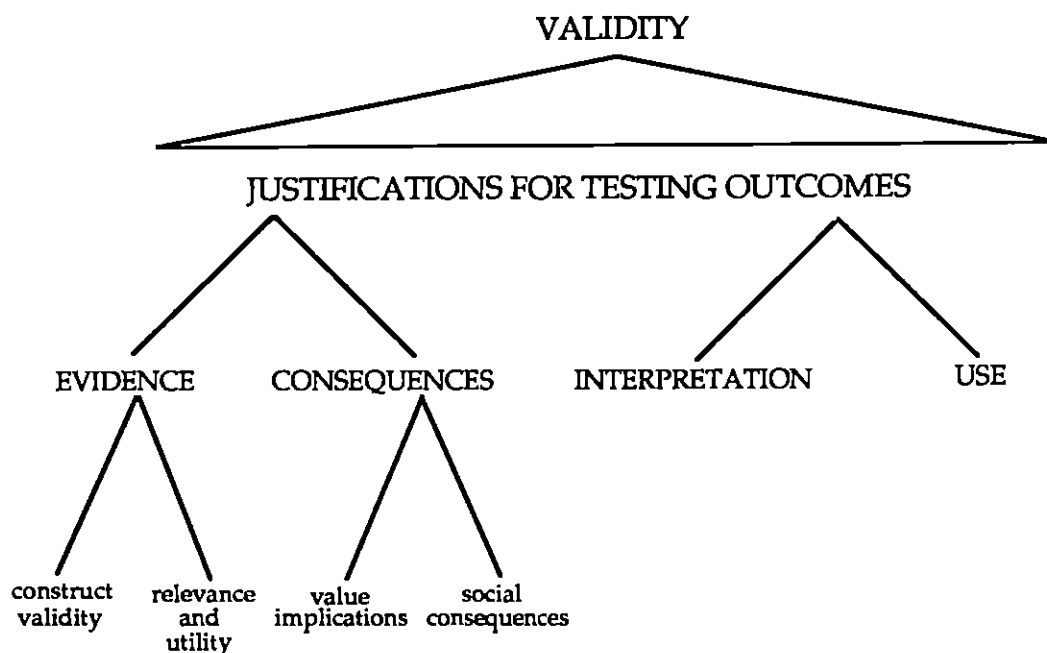 VALIDITY
JUSTIFICATIONS FOR TESTING OUTCOMES
EVIDENCE CONSEQUENCES INTERPRETATION USE
construct
validity
relevance
and
utility
value
implications
social
consequences